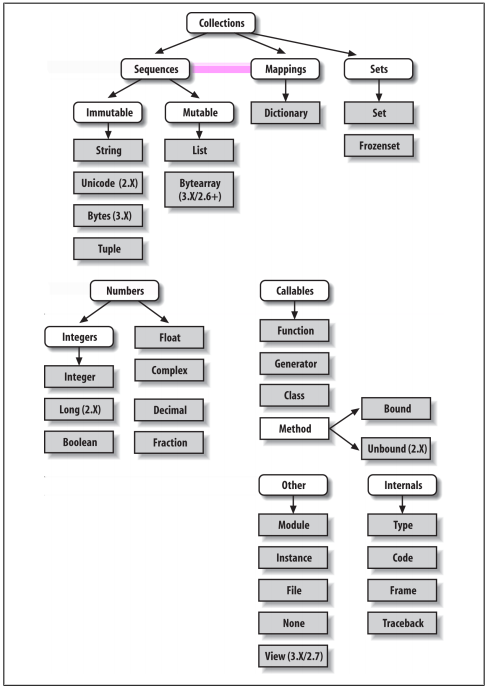 Collections
Sequences
Mappings
Sets
Immutable
Mutable
Dictionary
Set
String
List
Frozenset
Unicode (2.X)
Bytearray
(3.X/2.6+)
Bytes (3.X)
Tuple
Numbers
Callables
Integers
Float
Function
Integer
Complex
Generator
Long (2.X)
Decimal
Class
Bound
Boolean
Fraction
Method
Unbound (2.X)
Other
Internals
Module
Type
Instance
Code
File
Frame
None
Traceback
View (3.X/2.7)